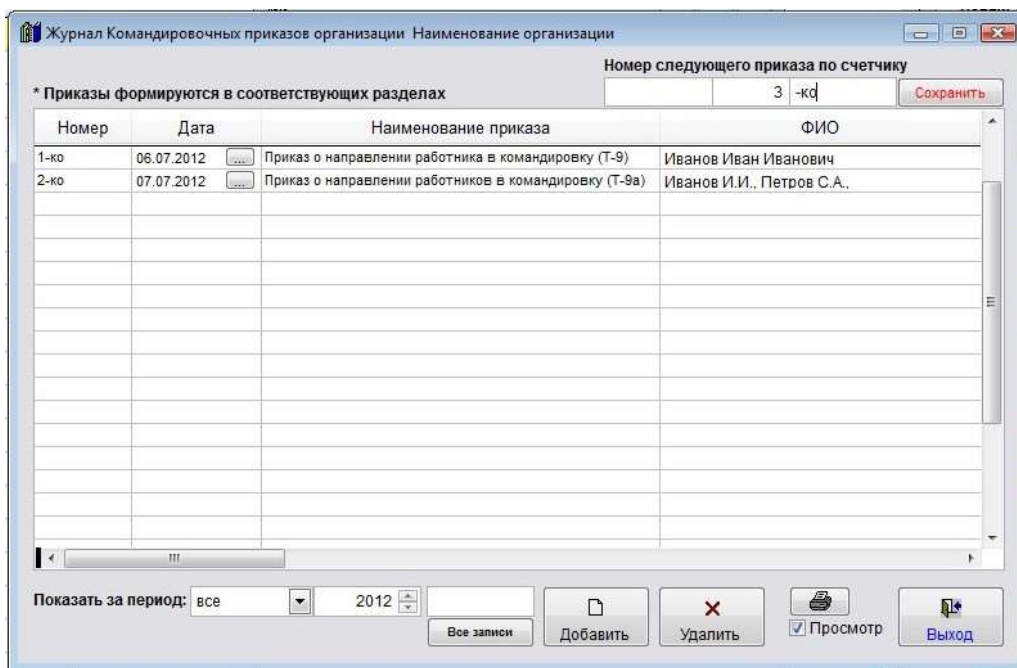 Журнал Командировочных приказов организации Наименование организации
Номер следующего приказа по счетчику
* Приказы формируются в соответствующих разделах
3 -ко Сохранить
Номер Дата Наименование приказа ФИО
1-ко 06.07.2012 ... Приказ о направлении работника в командировку (Т-9) Иванов Иван Иванович
2-ко 07.07.2012 ... Приказ о направлении работников в командировку (Т-9а) Иванов И.И., Петров С.А.,
Показать за период: все 2012
Все записи Добавить Удалить Просмотр Выход